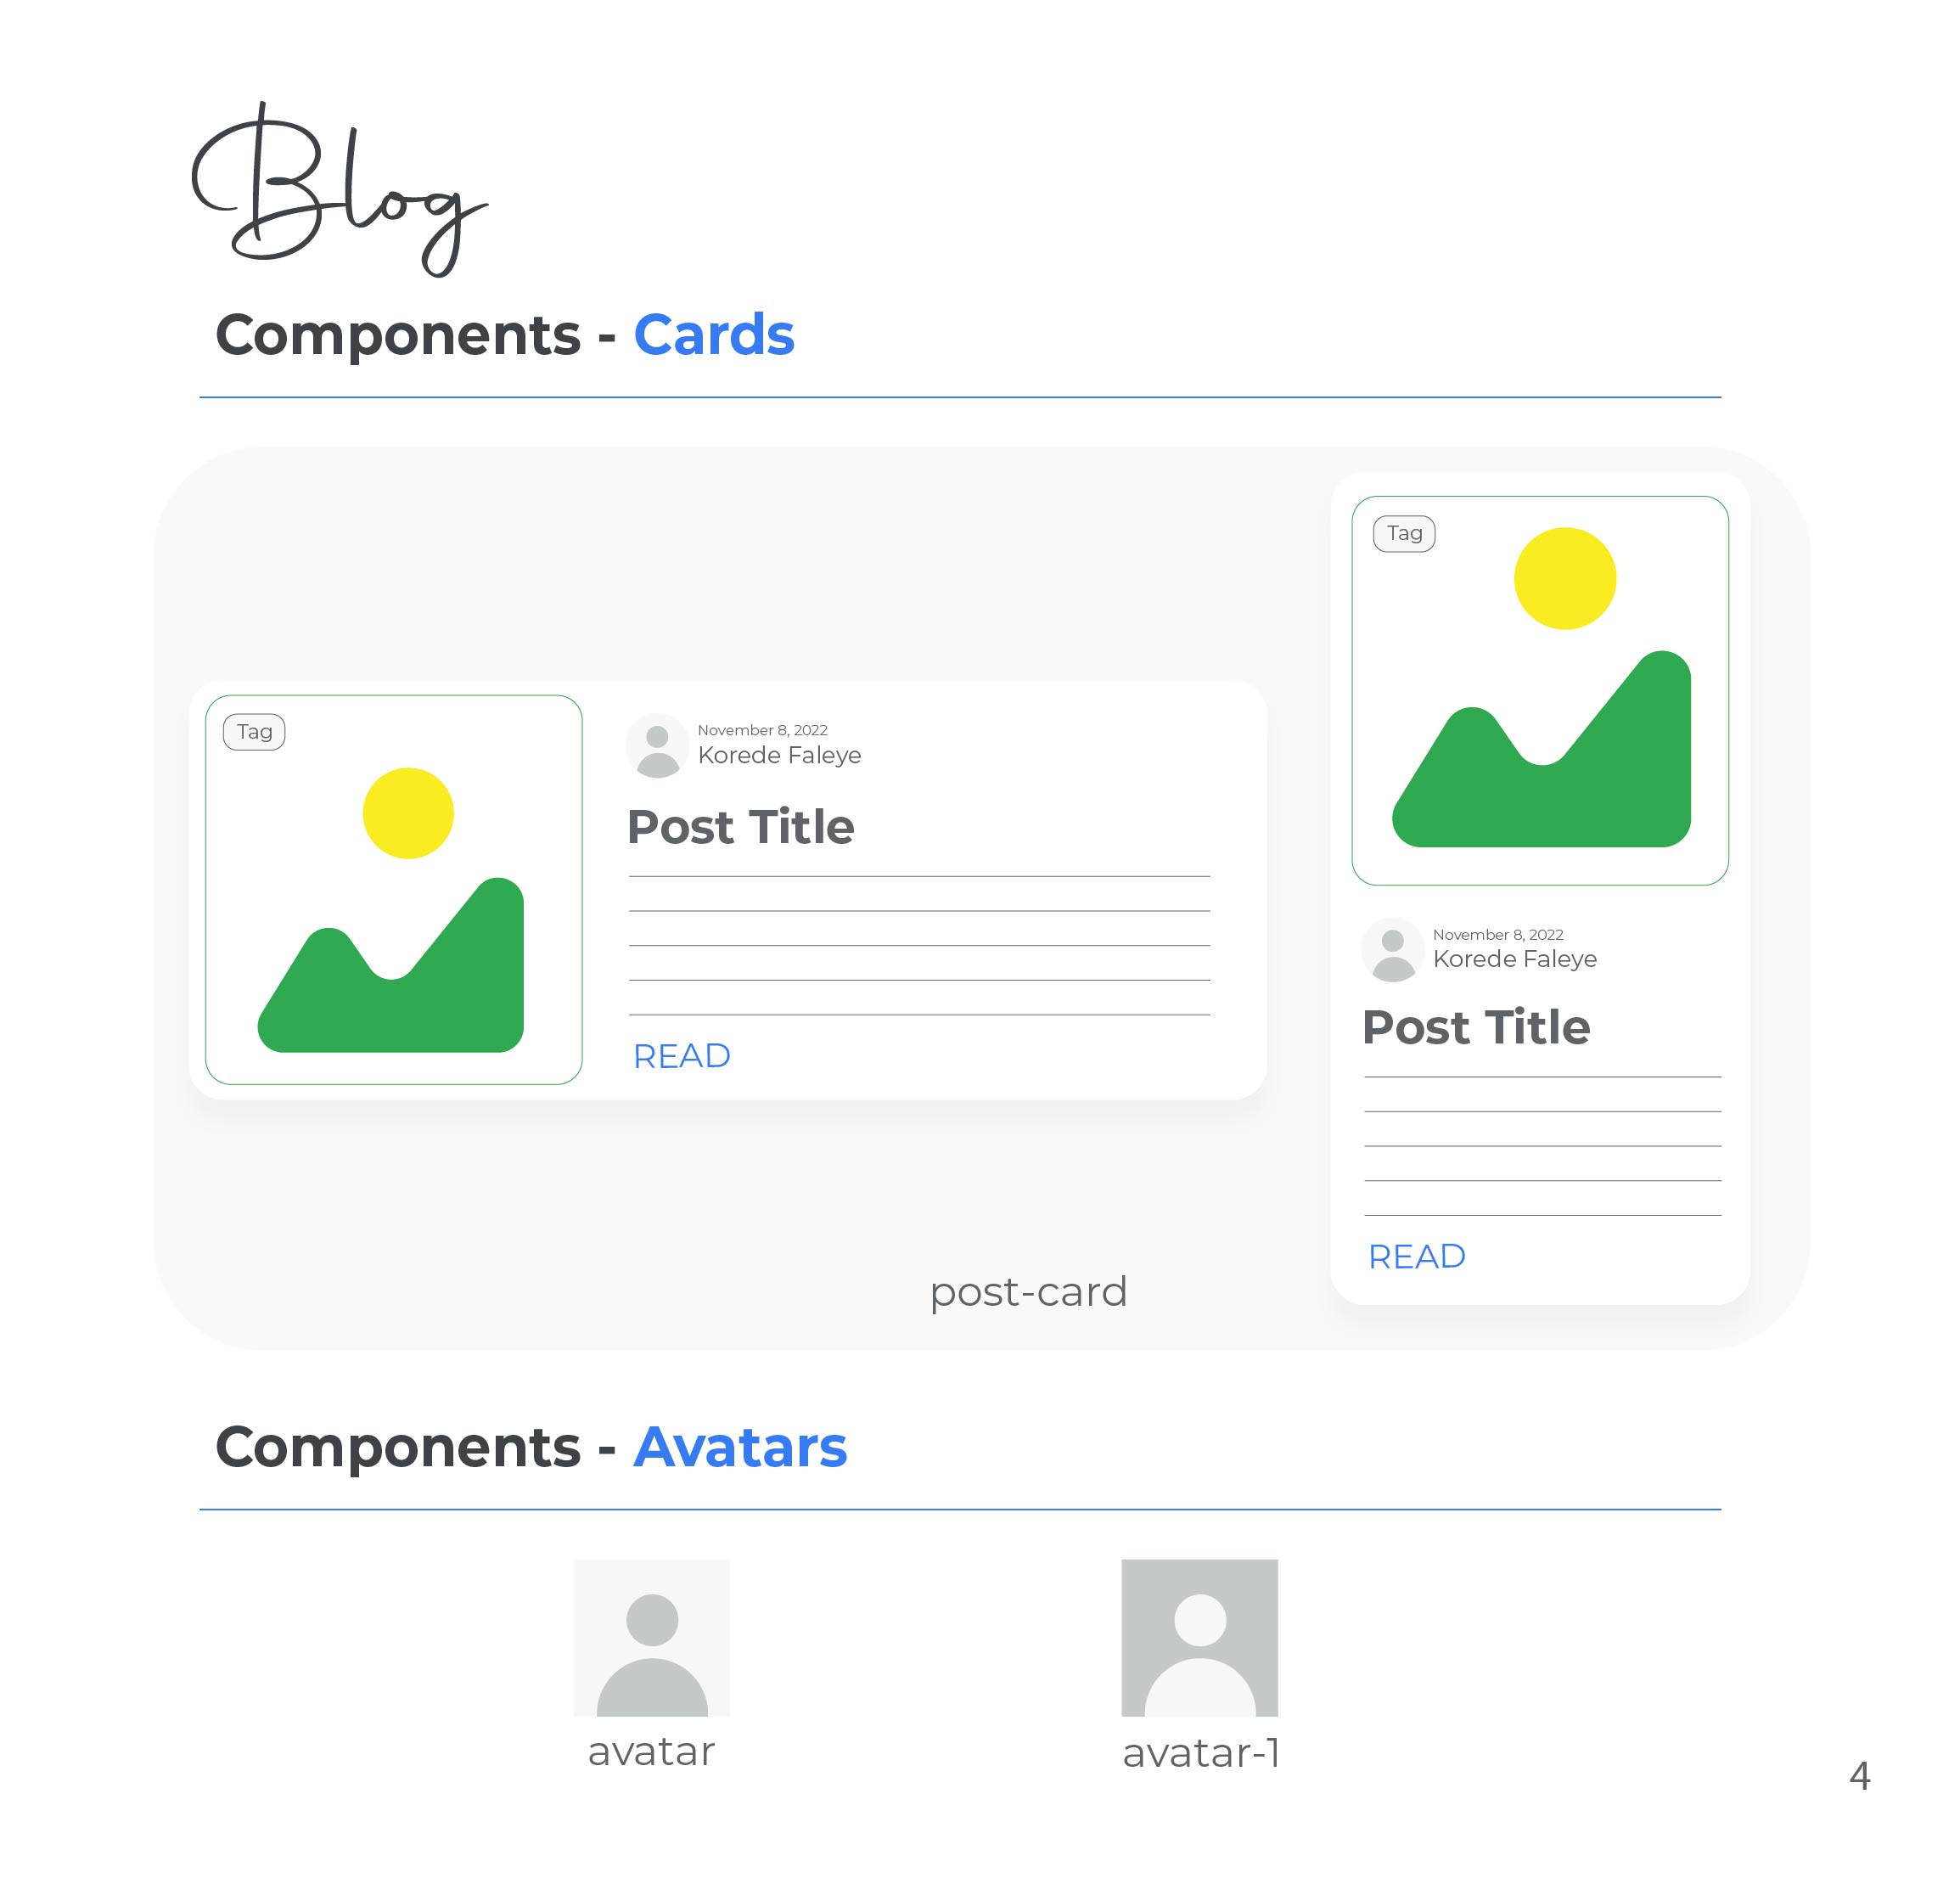 Blog
Components - Cards
Tag
November 8, 2022
Korede Faleye
Post Title
READ
Tag
November 8, 2022
Korede Faleye
Post Title
READ
post-card
Components - Avatars
avatar
avatar-1
4